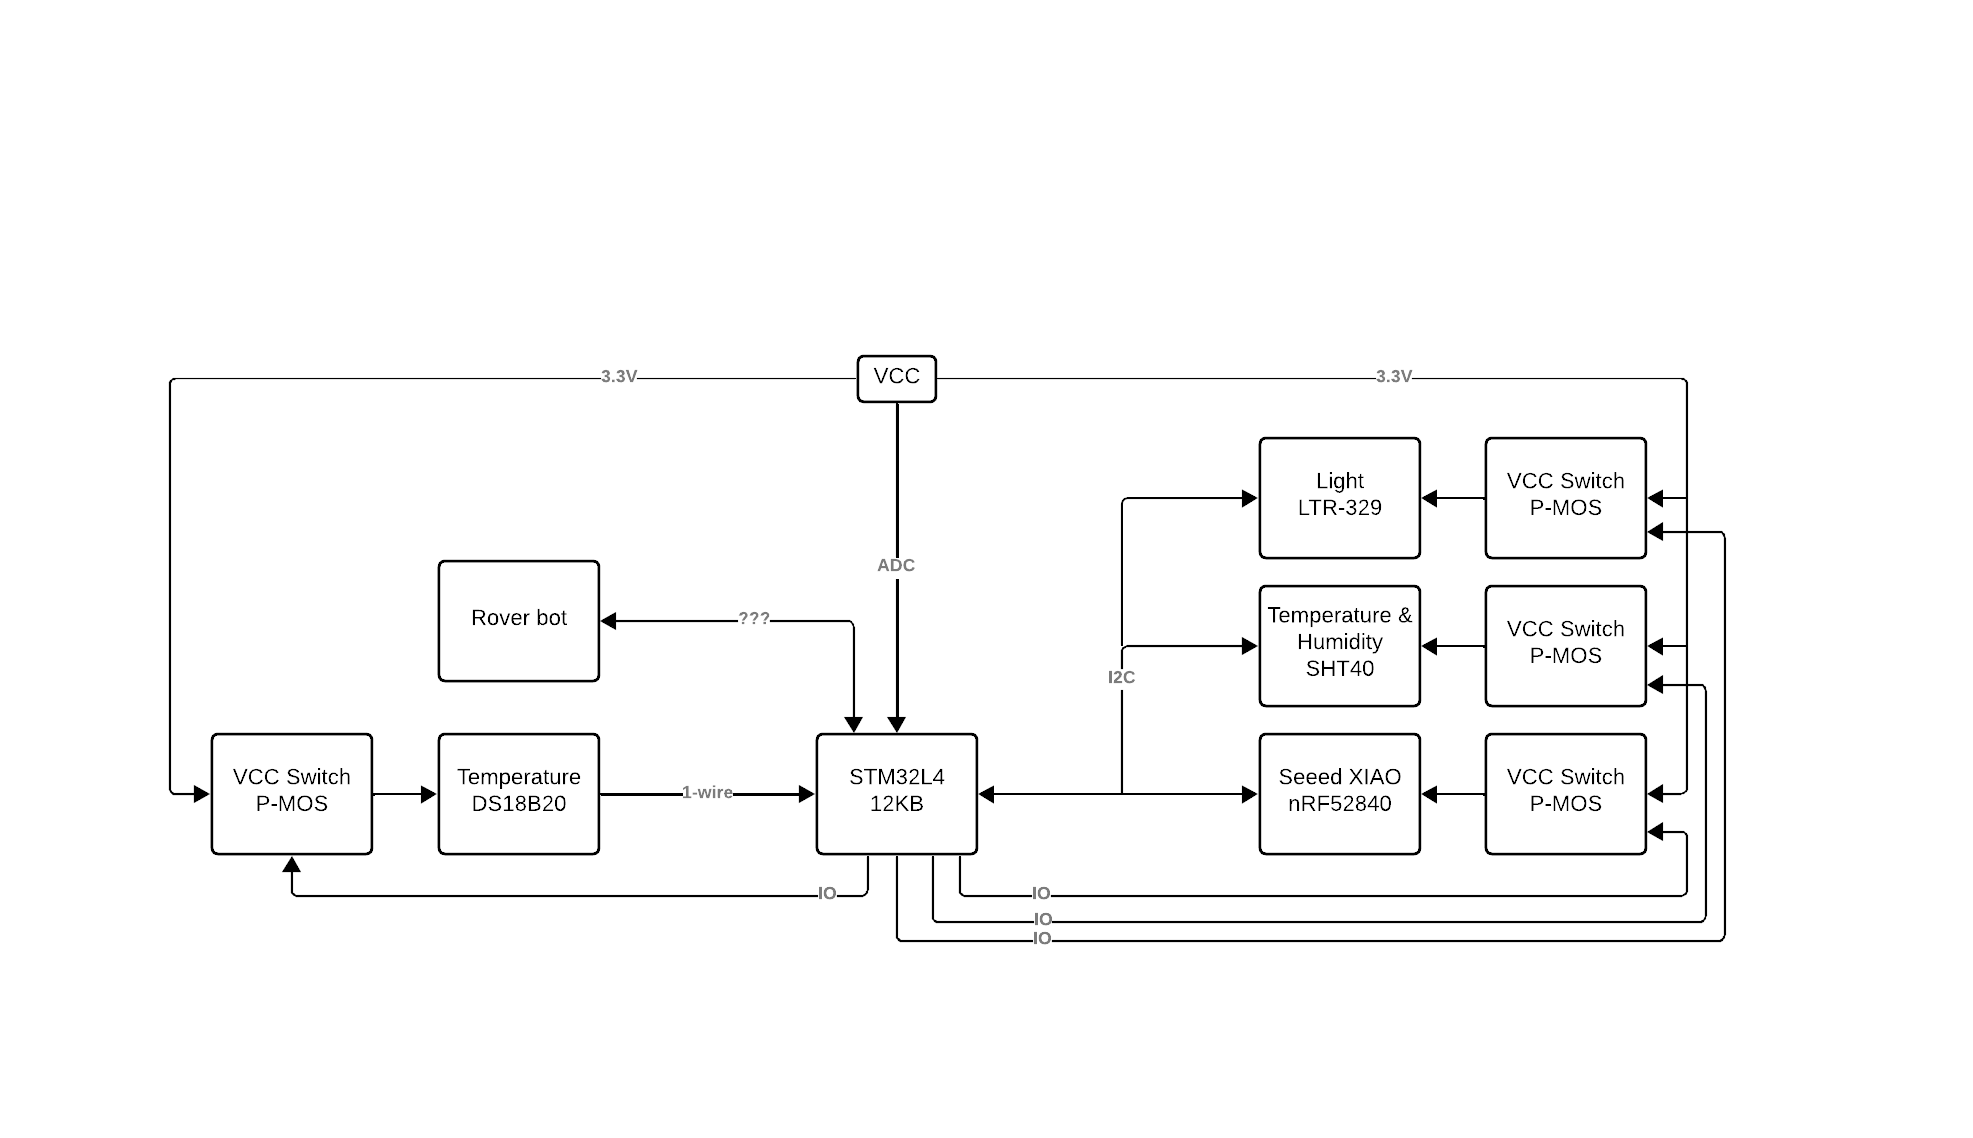 VCC
3.3V
3.3V
Light
LTR-329
VCC Switch
P-MOS
ADC
Rover bot
???
Temperature &
Humidity
SHT40
VCC Switch
P-MOS
I2C
VCC Switch
P-MOS
Temperature
DS18B20
1-wire
STM32L4
12KB
Seeed XIAO
nRF52840
VCC Switch
P-MOS
IO
IO
IO
IO